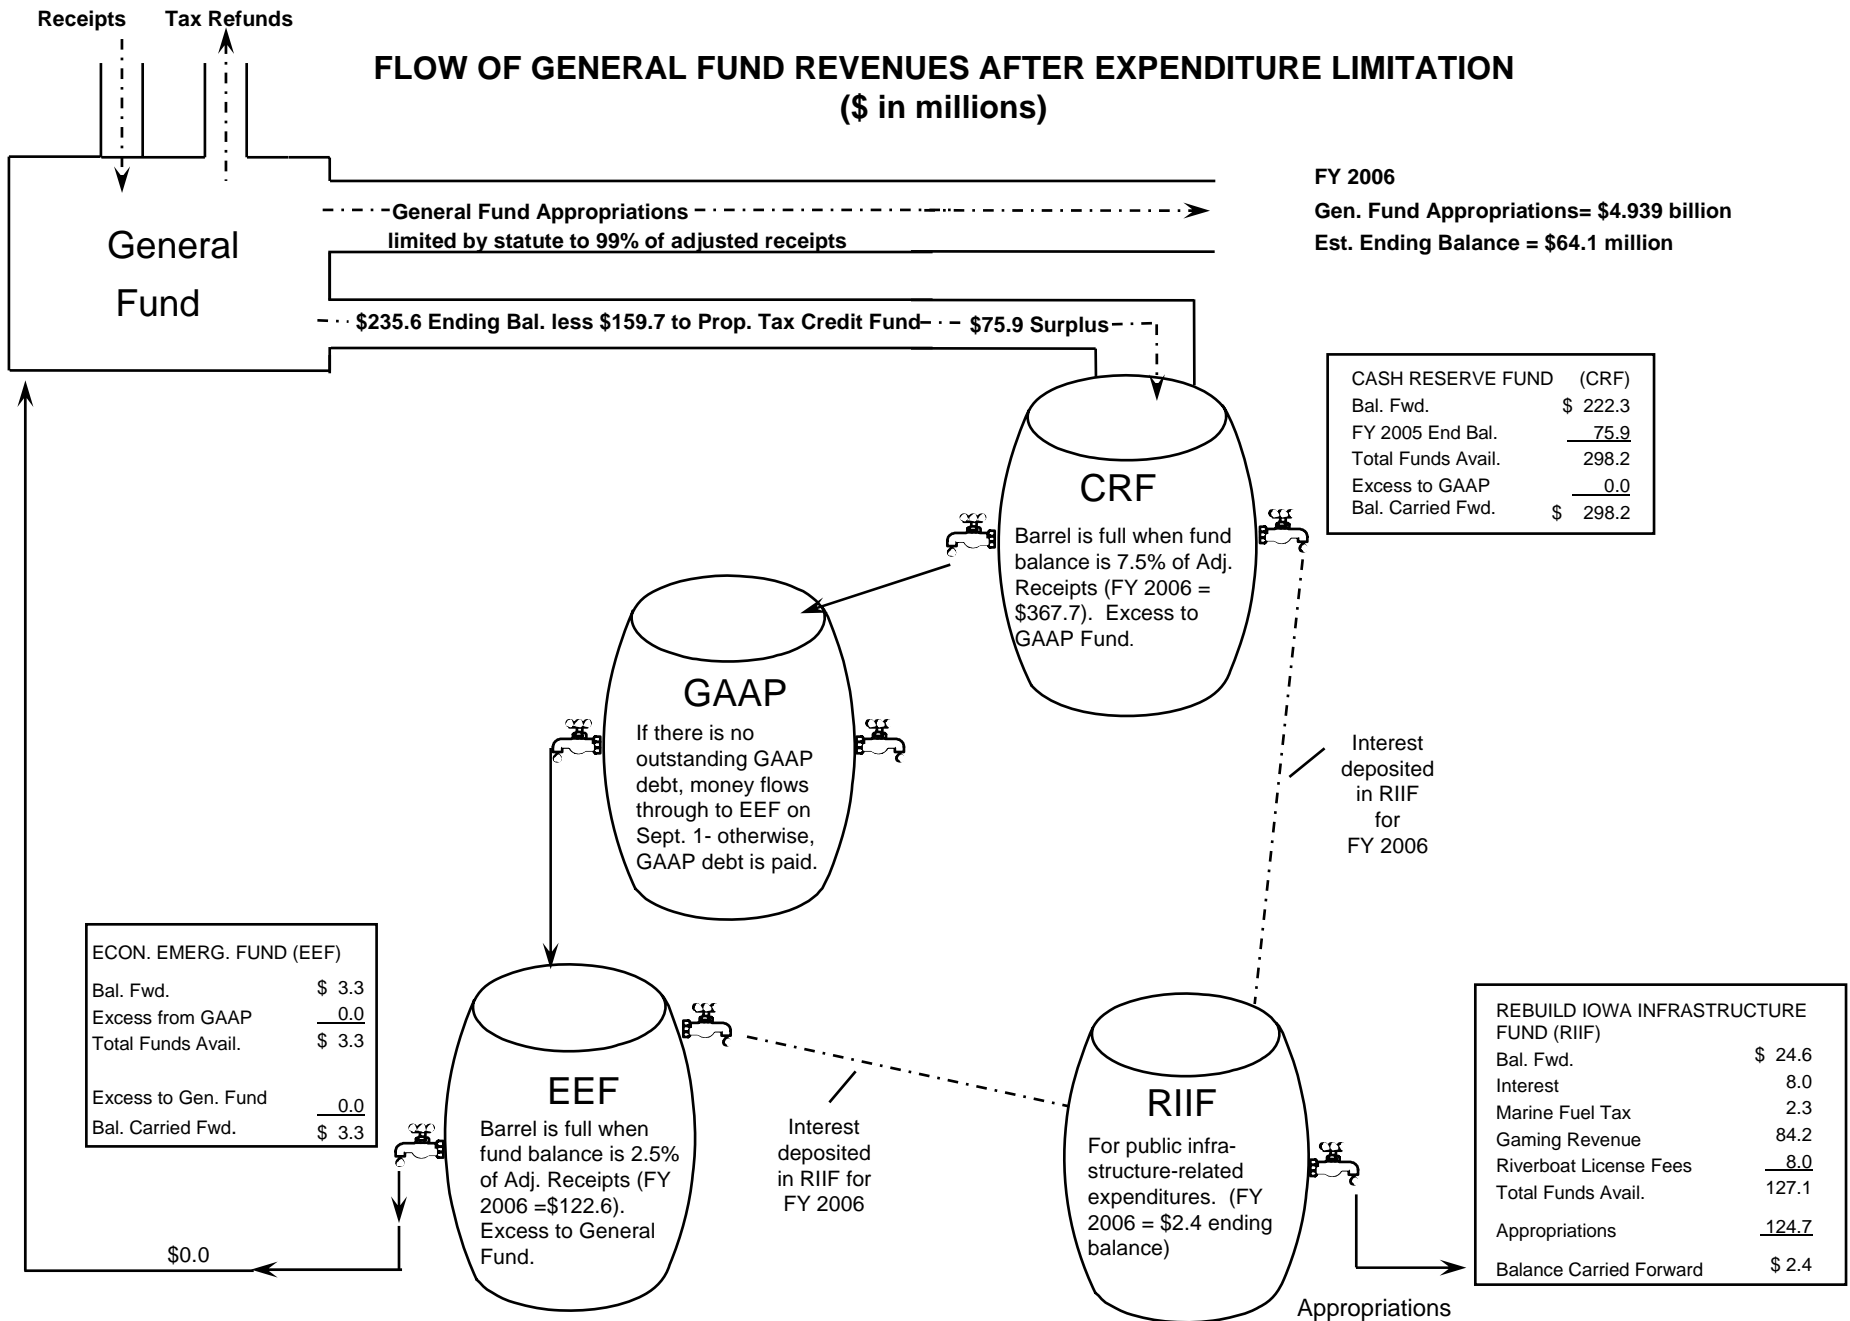 Receipts
Tax Refunds
FLOW OF GENERAL FUND REVENUES AFTER EXPENDITURE LIMITATION
($ in millions)
FY 2006
Gen. Fund Appropriations= $4.939 billion
Est. Ending Balance = $64.1 million
General Fund Appropriations
limited by statute to 99% of adjusted receipts
General
Fund
$235.6 Ending Bal. less $159.7 to Prop. Tax Credit Fund
$75.9 Surplus
CASH RESERVE FUND (CRF)
Bal. Fwd. $ 222.3
FY 2005 End Bal. 75.9
Total Funds Avail. 298.2
Excess to GAAP 0.0
Bal. Carried Fwd. $ 298.2
CRF
Barrel is full when fund
balance is 7.5% of Adj.
Receipts (FY 2006 =
$367.7). Excess to
GAAP Fund.
GAAP
If there is no
outstanding GAAP
debt, money flows
through to EEF on
Sept. 1- otherwise,
GAAP debt is paid.
Interest
deposited
in RIIF
for
FY 2006
ECON. EMERG. FUND (EEF)
Bal. Fwd. $ 3.3
Excess from GAAP 0.0
Total Funds Avail. $ 3.3
Excess to Gen. Fund 0.0
Bal. Carried Fwd. $ 3.3
EEF
Barrel is full when
fund balance is 2.5%
of Adj. Receipts (FY
2006 =$122.6).
Excess to General
Fund.
$0.0
Interest
deposited
in RIIF for
FY 2006
RIIF
For public infra-
structure-related
expenditures. (FY
2006 = $2.4 ending
balance)
REBUILD IOWA INFRASTRUCTURE
FUND (RIIF)
Bal. Fwd. $ 24.6
Interest 8.0
Marine Fuel Tax 2.3
Gaming Revenue 84.2
Riverboat License Fees 8.0
Total Funds Avail. 127.1
Appropriations 124.7
Balance Carried Forward $ 2.4
Appropriations